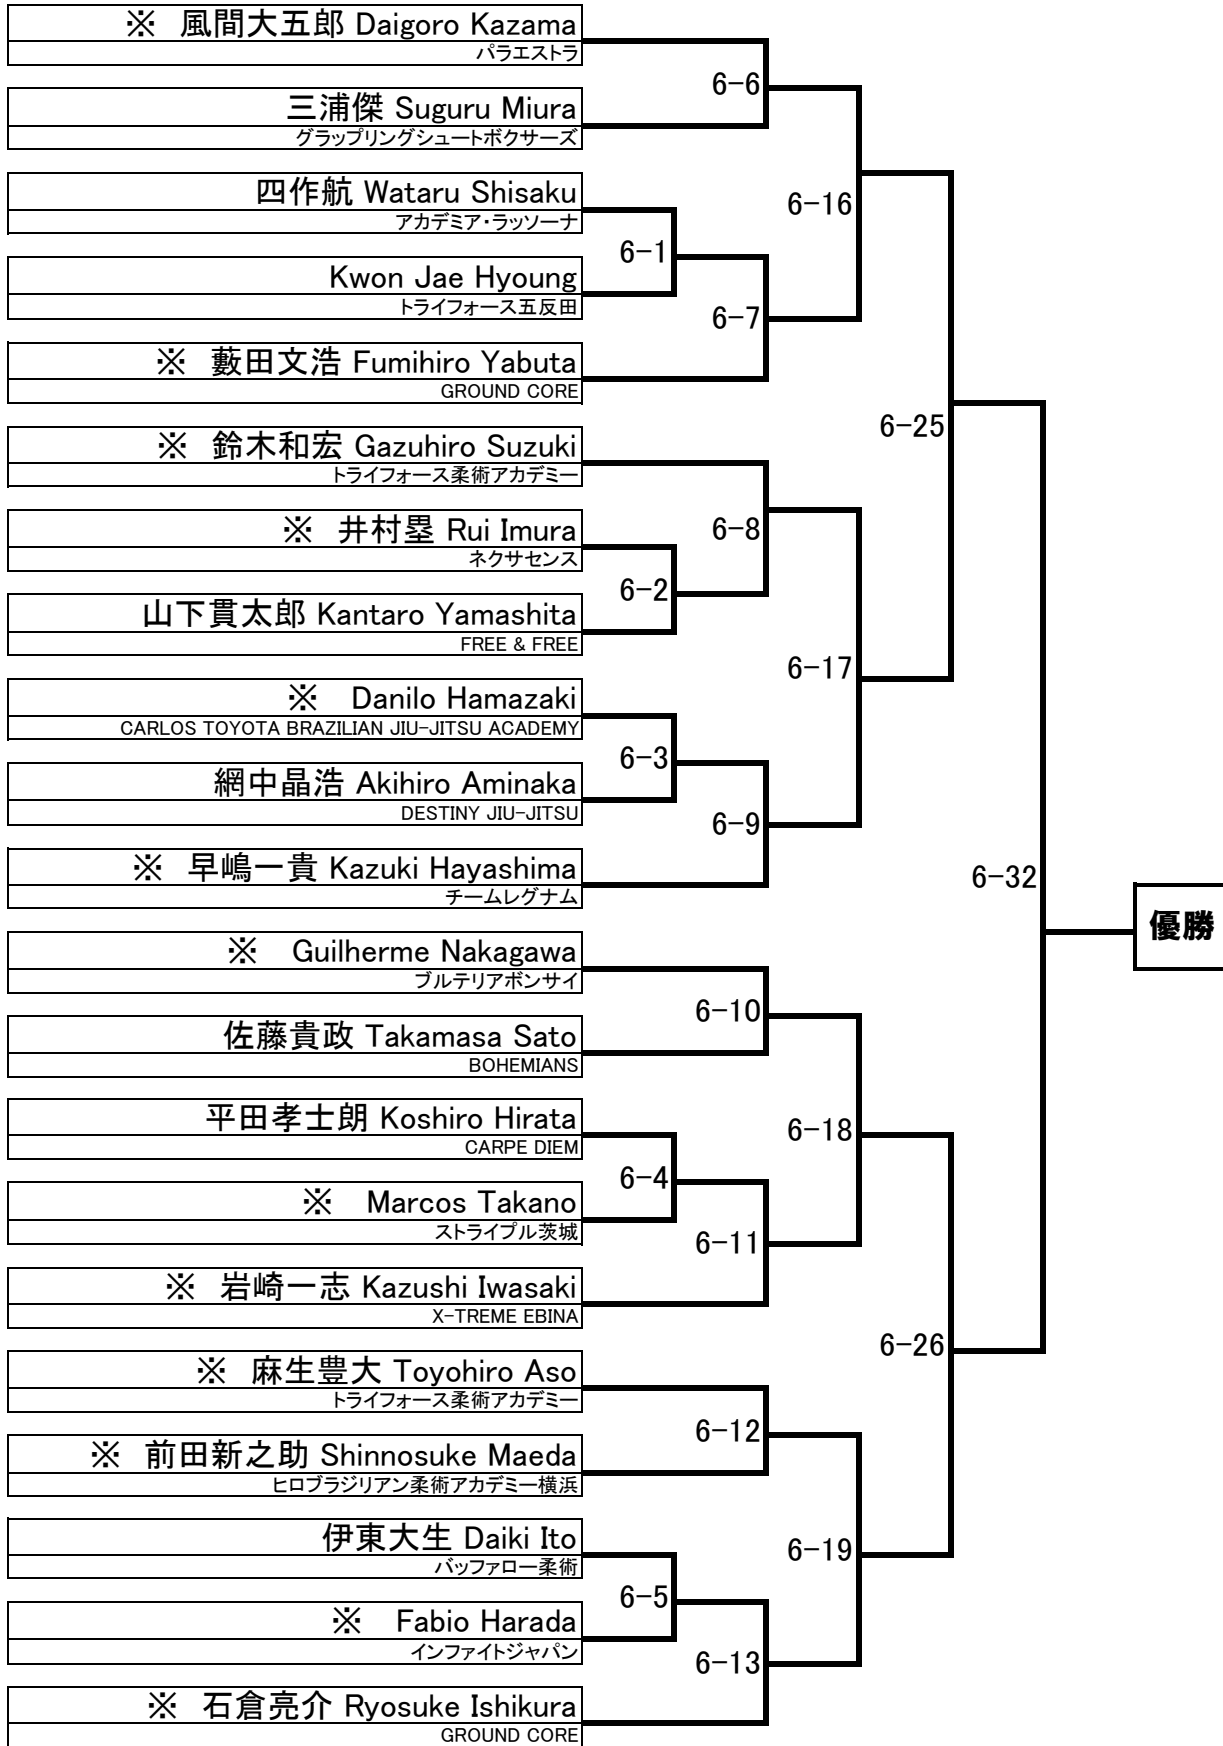 ※ 風間大五郎 Daigoro Kazama
パラエストラ
三浦傑 Suguru Miura
グラップリングシュートボクサーズ
四作航 Wataru Shisaku
アカデミア・ラッソーナ
Kwon Jae Hyoung
トライフォース五反田
※ 藪田文浩 Fumihiro Yabuta
GROUND CORE
※ 鈴木和宏 Gazuhiro Suzuki
トライフォース柔術アカデミー
※ 井村塁 Rui Imura
ネクサセンス
山下貫太郎 Kantaro Yamashita
FREE & FREE
※ Danilo Hamazaki
CARLOS TOYOTA BRAZILIAN JIU-JITSU ACADEMY
網中晶浩 Akihiro Aminaka
DESTINY JIU-JITSU
※ 早嶋一貴 Kazuki Hayashima
チームレグナム
※ Guilherme Nakagawa
ブルテリアボンサイ
佐藤貴政 Takamasa Sato
BOHEMIANS
平田孝士朗 Koshiro Hirata
CARPE DIEM
※ Marcos Takano
ストライプル茨城
※ 岩崎一志 Kazushi Iwasaki
X-TREME EBINA
※ 麻生豊大 Toyohiro Aso
トライフォース柔術アカデミー
※ 前田新之助 Shinnosuke Maeda
ヒロブラジリアン柔術アカデミー横浜
伊東大生 Daiki Ito
バッファロー柔術
※ Fabio Harada
インファイトジャパン
※ 石倉亮介 Ryosuke Ishikura
GROUND CORE
6-1
6-2
6-3
6-4
6-5
6-6
6-7
6-8
6-9
6-10
6-11
6-12
6-13
6-16
6-17
6-18
6-19
6-25
6-26
6-32
優勝